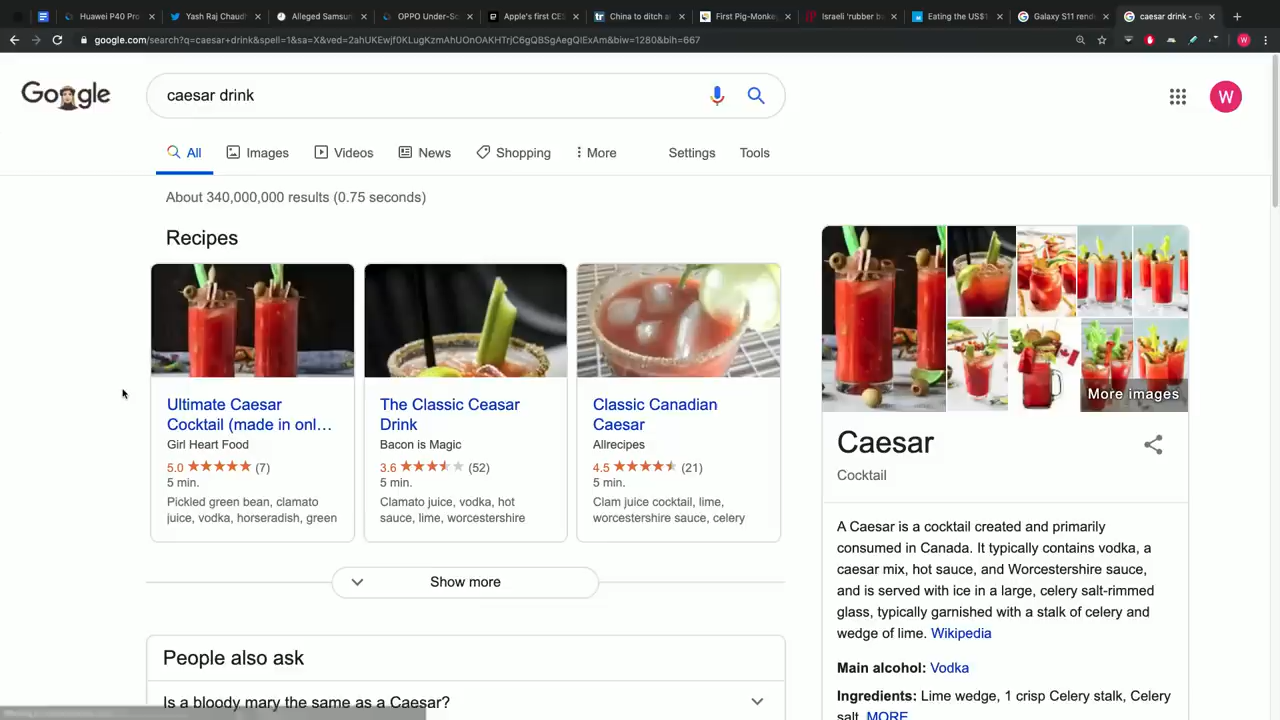 Huawei P40 Pro
Yash Raj Chaudh
Alleged Samsun
OPPO Under-Sc
Apple's first CES
China to ditch a
First Pig-Monke
Israeli 'rubber bu
Eating the US$1
Galaxy S11 rend
caesar drink - G
google.com/search?q=caesar+drink&spell=1&sa=X&ved=2ahUKEwjf0KLugKzmAhUOnOAKHTrjC6gQBSgAegQIExAm&biw=1280&bih=667
W
Google
caesar drink
W
All
Images
Videos
News
Shopping
More
Settings
Tools
About 340,000,000 results (0.75 seconds)
Recipes
Ultimate Caesar
Cocktail (made in onl...
Girl Heart Food
5.0 (7)
5 min.
Pickled green bean, clamato
juice, vodka, horseradish, green
The Classic Ceasar
Drink
Bacon is Magic
3.6 (52)
5 min.
Clamato juice, vodka, hot
sauce, lime, worcestershire
Classic Canadian
Caesar
Allrecipes
4.5 (21)
5 min.
Clam juice cocktail, lime,
worcestershire sauce, celery
Show more
People also ask
Is a bloody mary the same as a Caesar?
More images
Caesar
Cocktail
A Caesar is a cocktail created and primarily
consumed in Canada. It typically contains vodka, a
caesar mix, hot sauce, and Worcestershire sauce,
and is served with ice in a large, celery salt-rimmed
glass, typically garnished with a stalk of celery and
wedge of lime. Wikipedia
Main alcohol: Vodka
Ingredients: Lime wedge, 1 crisp Celery stalk, Celery
salt, MORE